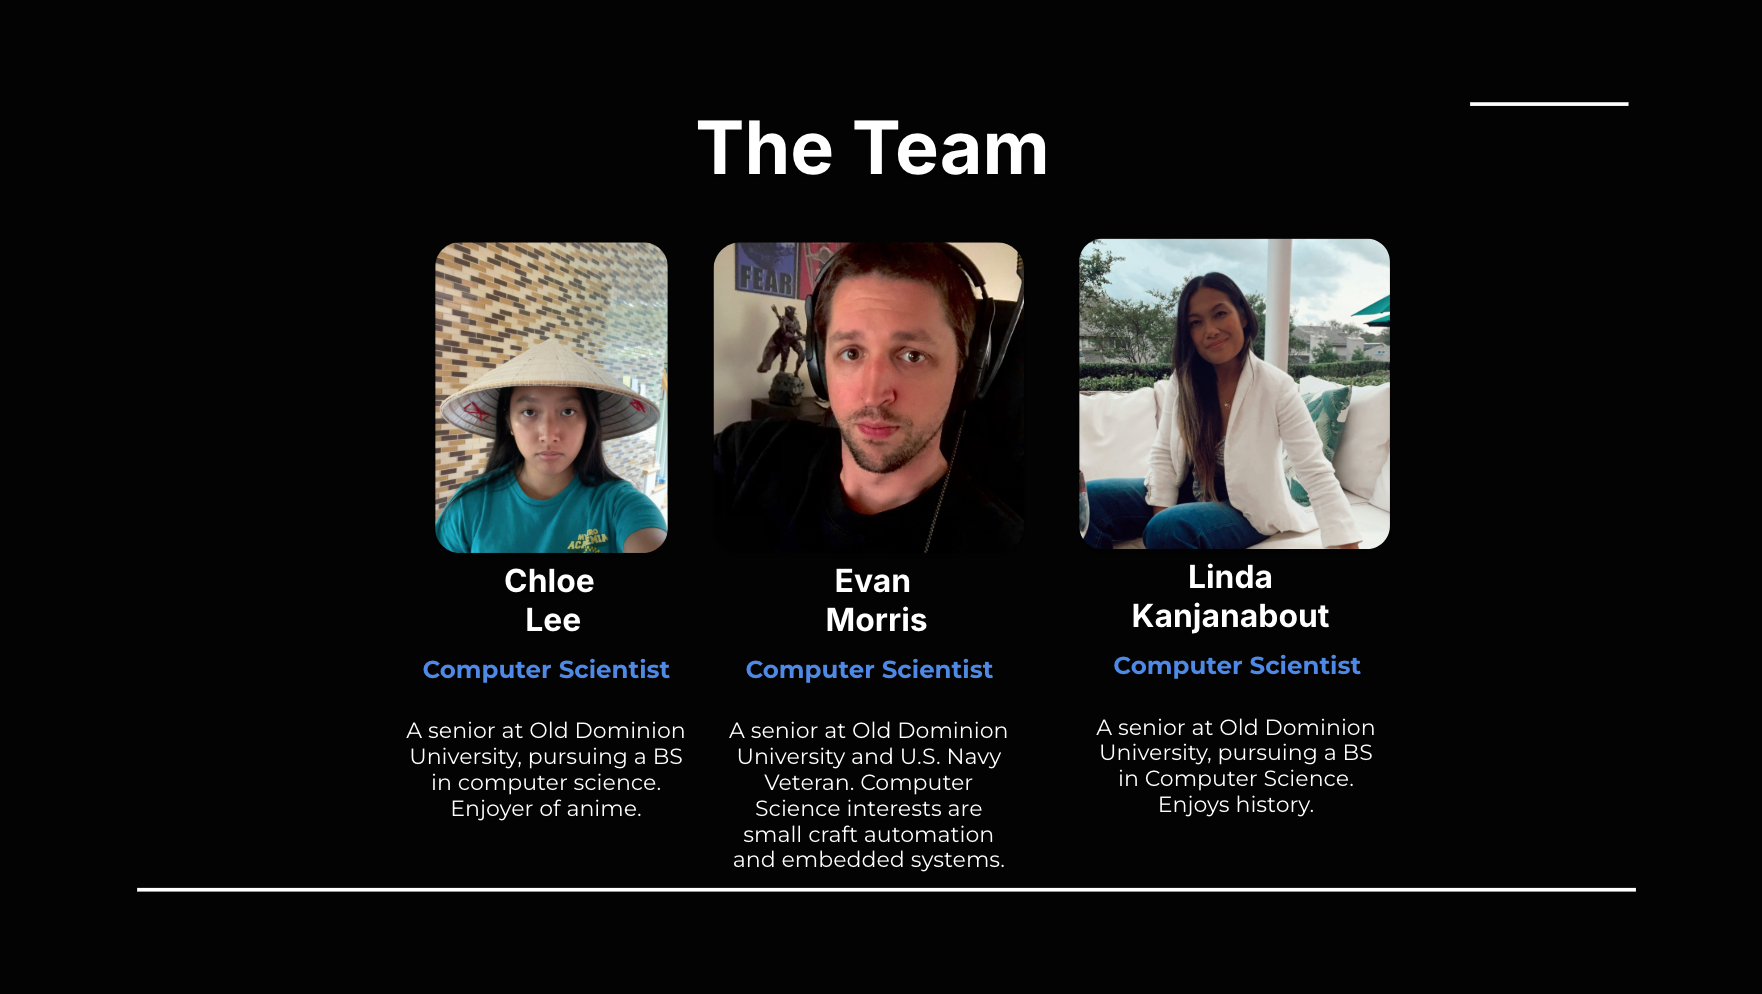 The Team
FEAR
MY HERO
ACADEMIA
Chloe
Lee
Computer Scientist
A senior at Old Dominion
University, pursuing a BS
in computer science.
Enjoyer of anime.
Evan
Morris
Computer Scientist
A senior at Old Dominion
University and U.S. Navy
Veteran. Computer
Science interests are
small craft automation
and embedded systems.
Linda
Kanjanabout
Computer Scientist
A senior at Old Dominion
University, pursuing a BS
in Computer Science.
Enjoys history.